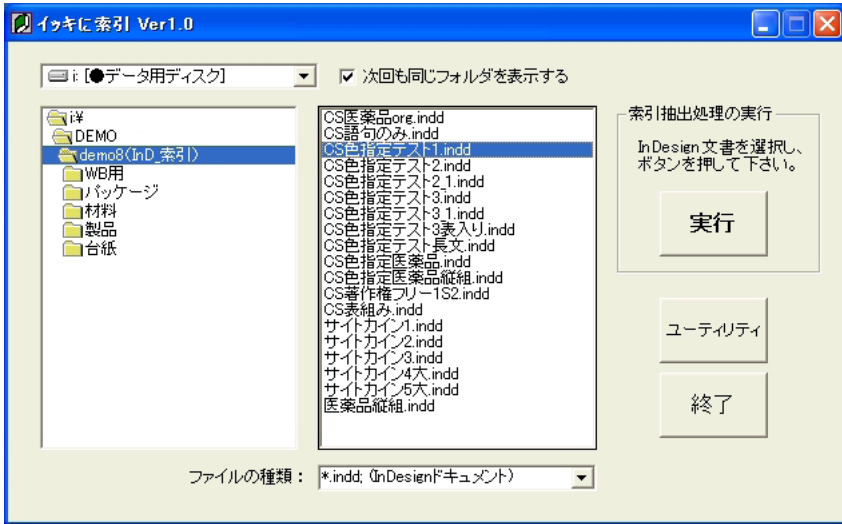 イッキに索引 Ver1.0
i: [●データ用ディスク]
次回も同じフォルダを表示する
i:¥
DEMO
demo8(InD_索引)
WB用
パッケージ
材料
製品
台紙
CS医薬品org.indd
CS語句のみ.indd
CS色指定テスト1.indd
CS色指定テスト2.indd
CS色指定テスト2_1.indd
CS色指定テスト3.indd
CS色指定テスト3_1.indd
CS色指定テスト3表入り.indd
CS色指定テスト長文.indd
CS色指定医薬品.indd
CS色指定医薬品縦組.indd
CS著作権フリー1S2.indd
CS表組み.indd
サイトカイン1.indd
サイトカイン2.indd
サイトカイン3.indd
サイトカイン4大.indd
サイトカイン5大.indd
医薬品縦組.indd
索引抽出処理の実行
InDesign文書を選択し、
ボタンを押して下さい。
実行
ユーティリティ
終了
ファイルの種類：
*.indd; (InDesignドキュメント)